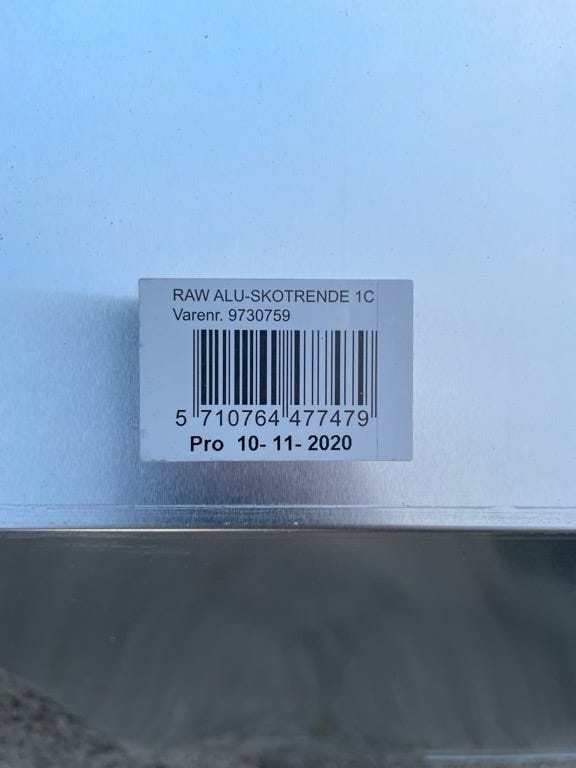 RAW ALU-SKOTRENDE 1C
Varenr. 9730759
5 710764 477479
Pro 10- 11- 2020